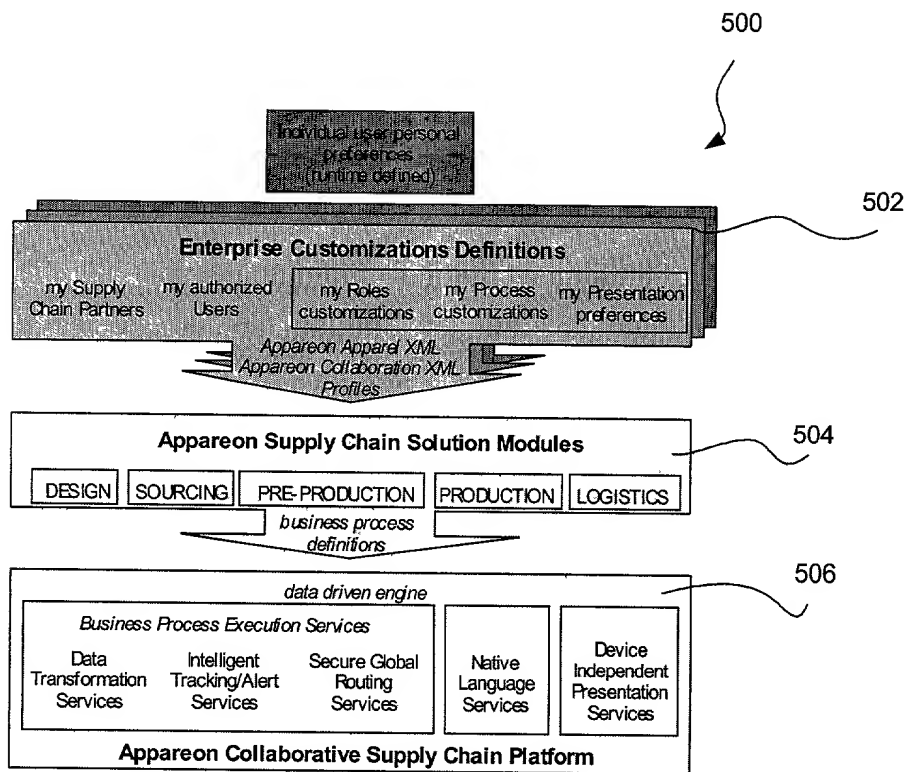 500
Individual user personal
preferences
(runtime defined)
502
Enterprise Customizations Definitions
my Supply
Chain Partners
my authorized
Users
my Roles
customizations
my Process
customizations
my Presentation
preferences
Appareon Apparel XML
Appareon Collaboration XML
Profiles
504
Appareon Supply Chain Solution Modules
DESIGN
SOURCING
PRE-PRODUCTION
PRODUCTION
LOGISTICS
business process
definitions
506
data driven engine
Business Process Execution Services
Data
Transformation
Services
Intelligent
Tracking/Alert
Services
Secure Global
Routing
Services
Native
Language
Services
Device
Independent
Presentation
Services
Appareon Collaborative Supply Chain Platform